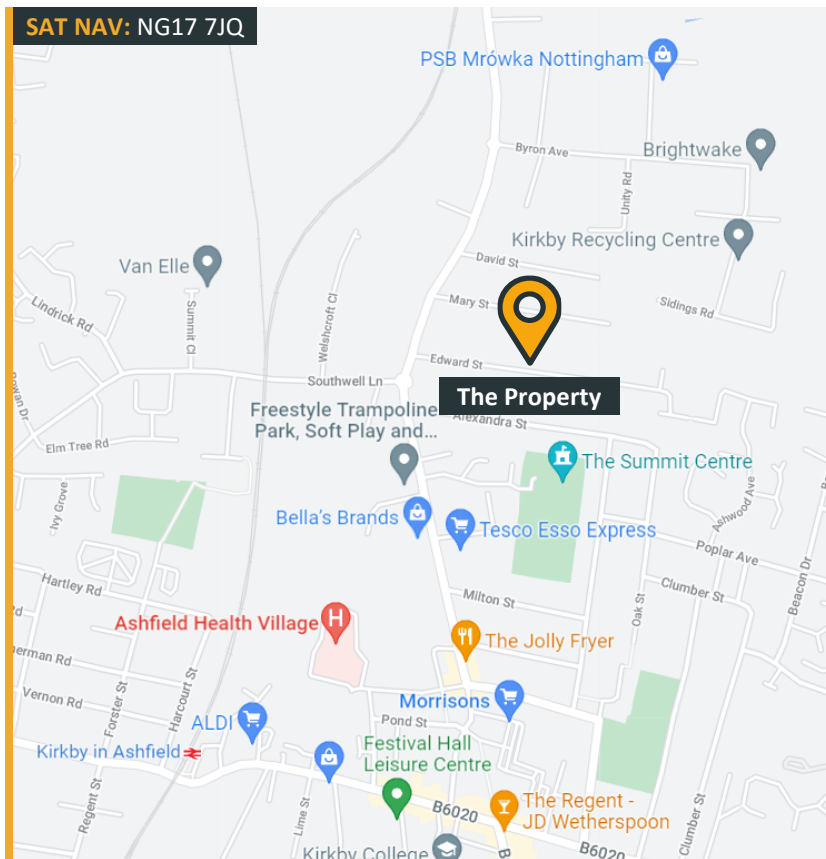 SAT NAV: NG17 7JQ
PSB Mrówka Nottingham
Byron Ave
Brightwake
Unity Rd
Kirkby Recycling Centre
David St
Van Elle
Mary St
Sidings Rd
Lindrick Rd
Summit Cl
Welshcroft Cl
Edward St
Southwell Ln
The Property
Rowan Dr
Freestyle Trampoline
Park, Soft Play and...
Alexandra St
Elm Tree Rd
The Summit Centre
Ivy Grove
Ashwood Ave
Bella's Brands
Tesco Esso Express
Poplar Ave
Beacon Dr
Hartley Rd
Clumber St
Milton St
Oak St
Ashfield Health Village
H
The Jolly Fryer
herman Rd
Harcourt St
Vernon Rd
Forster St
Morrisons
ALDI
Pond St
Kirkby in Ashfield
Festival Hall
Leisure Centre
Regent St
Lime St
B6020
The Regent -
JD Wetherspoon
Clumber St
Kirkby College
B6020